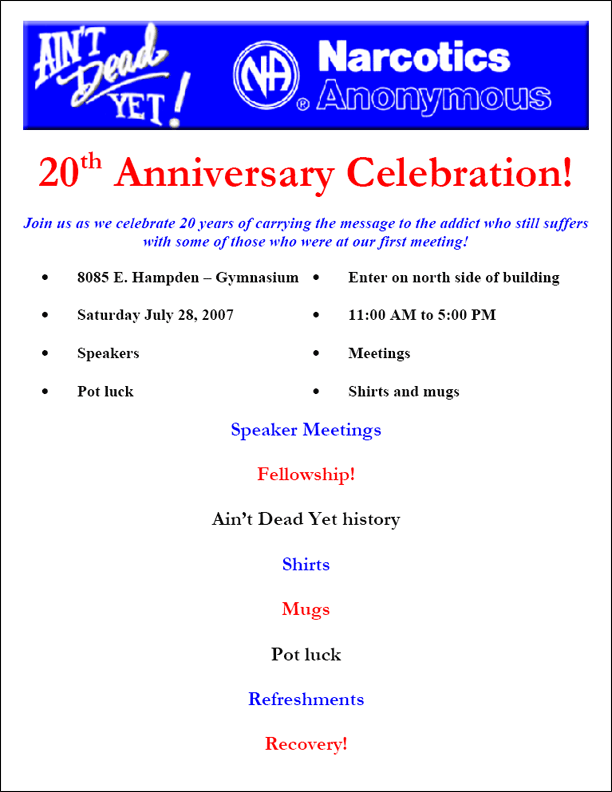 AIN'T
Dead
YET!
NA ®
Narcotics
Anonymous
20th Anniversary Celebration!
Join us as we celebrate 20 years of carrying the message to the addict who still suffers
with some of those who were at our first meeting!
• 8085 E. Hampden – Gymnasium • Enter on north side of building
• Saturday July 28, 2007 • 11:00 AM to 5:00 PM
• Speakers • Meetings
• Pot luck • Shirts and mugs
Speaker Meetings
Fellowship!
Ain't Dead Yet history
Shirts
Mugs
Pot luck
Refreshments
Recovery!